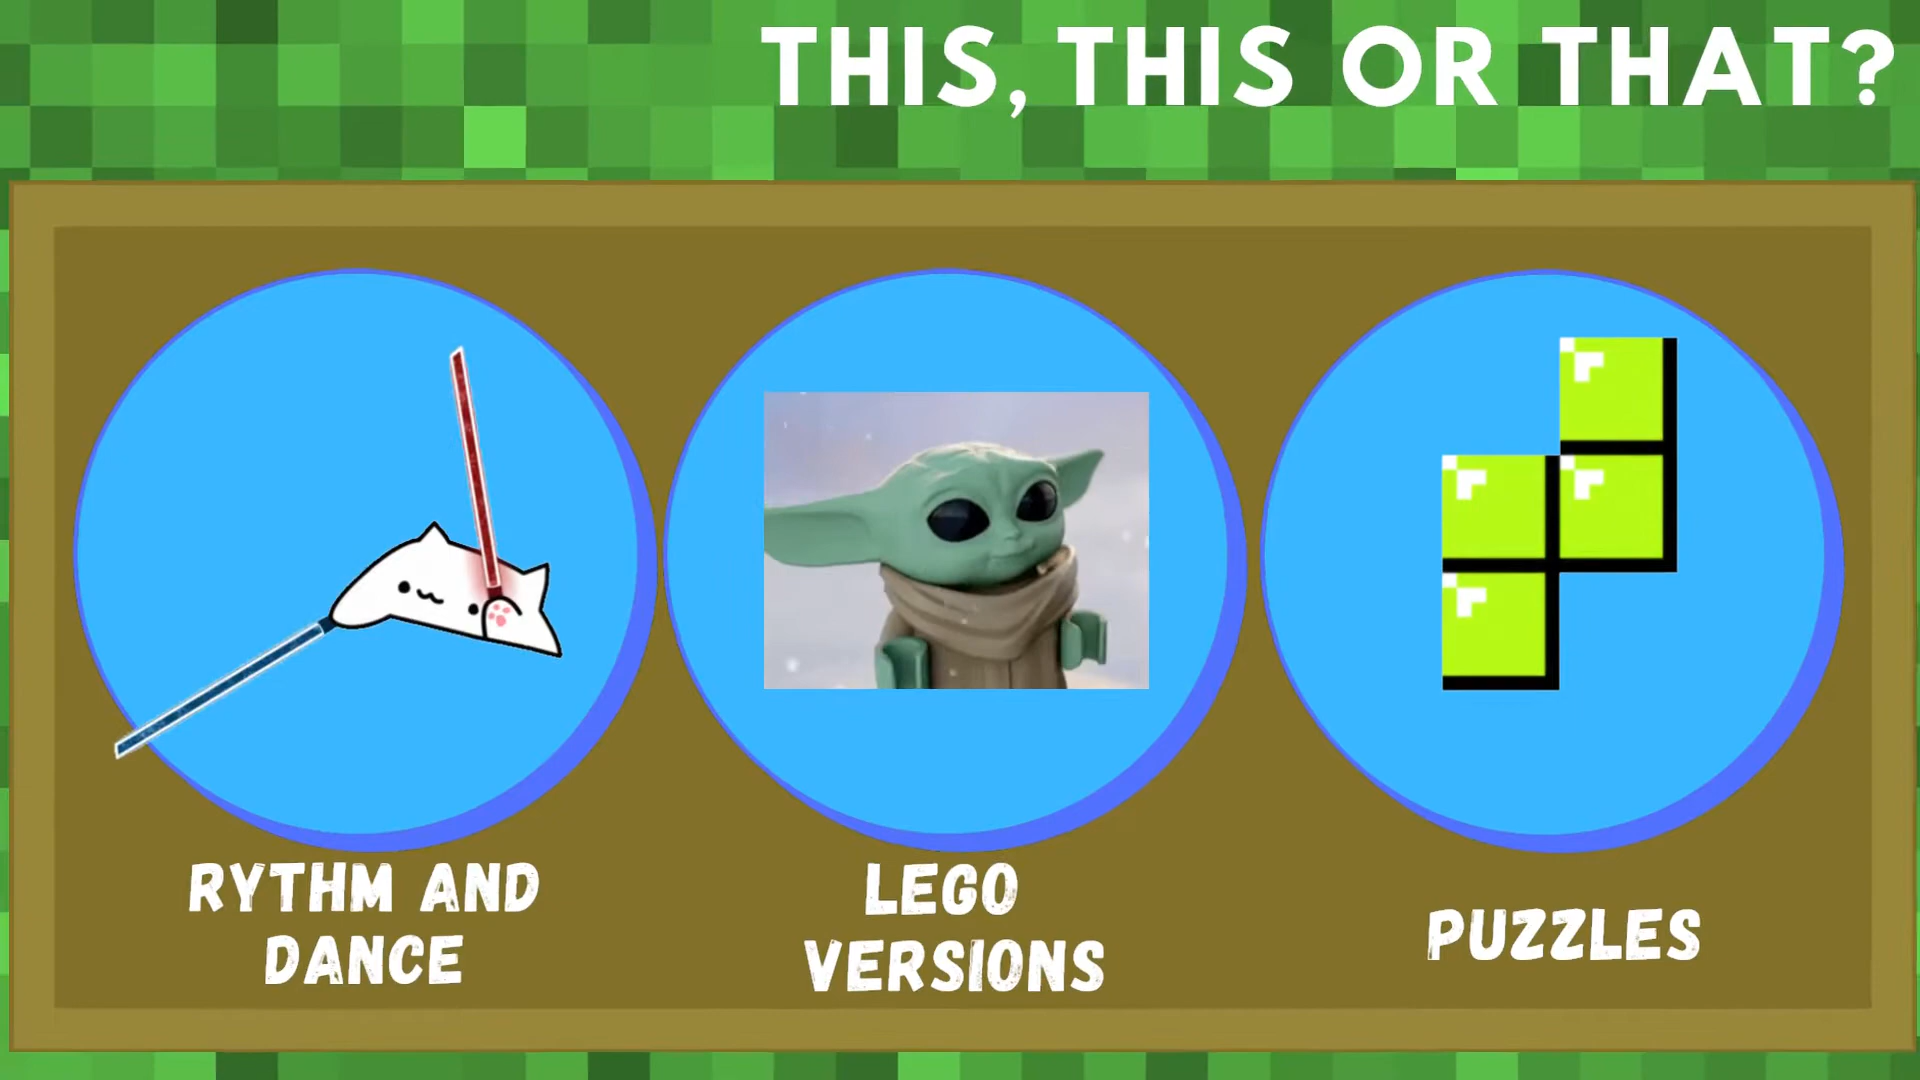 THIS, THIS OR THAT?
RYTHM AND
DANCE
LEGO
VERSIONS
PUZZLES